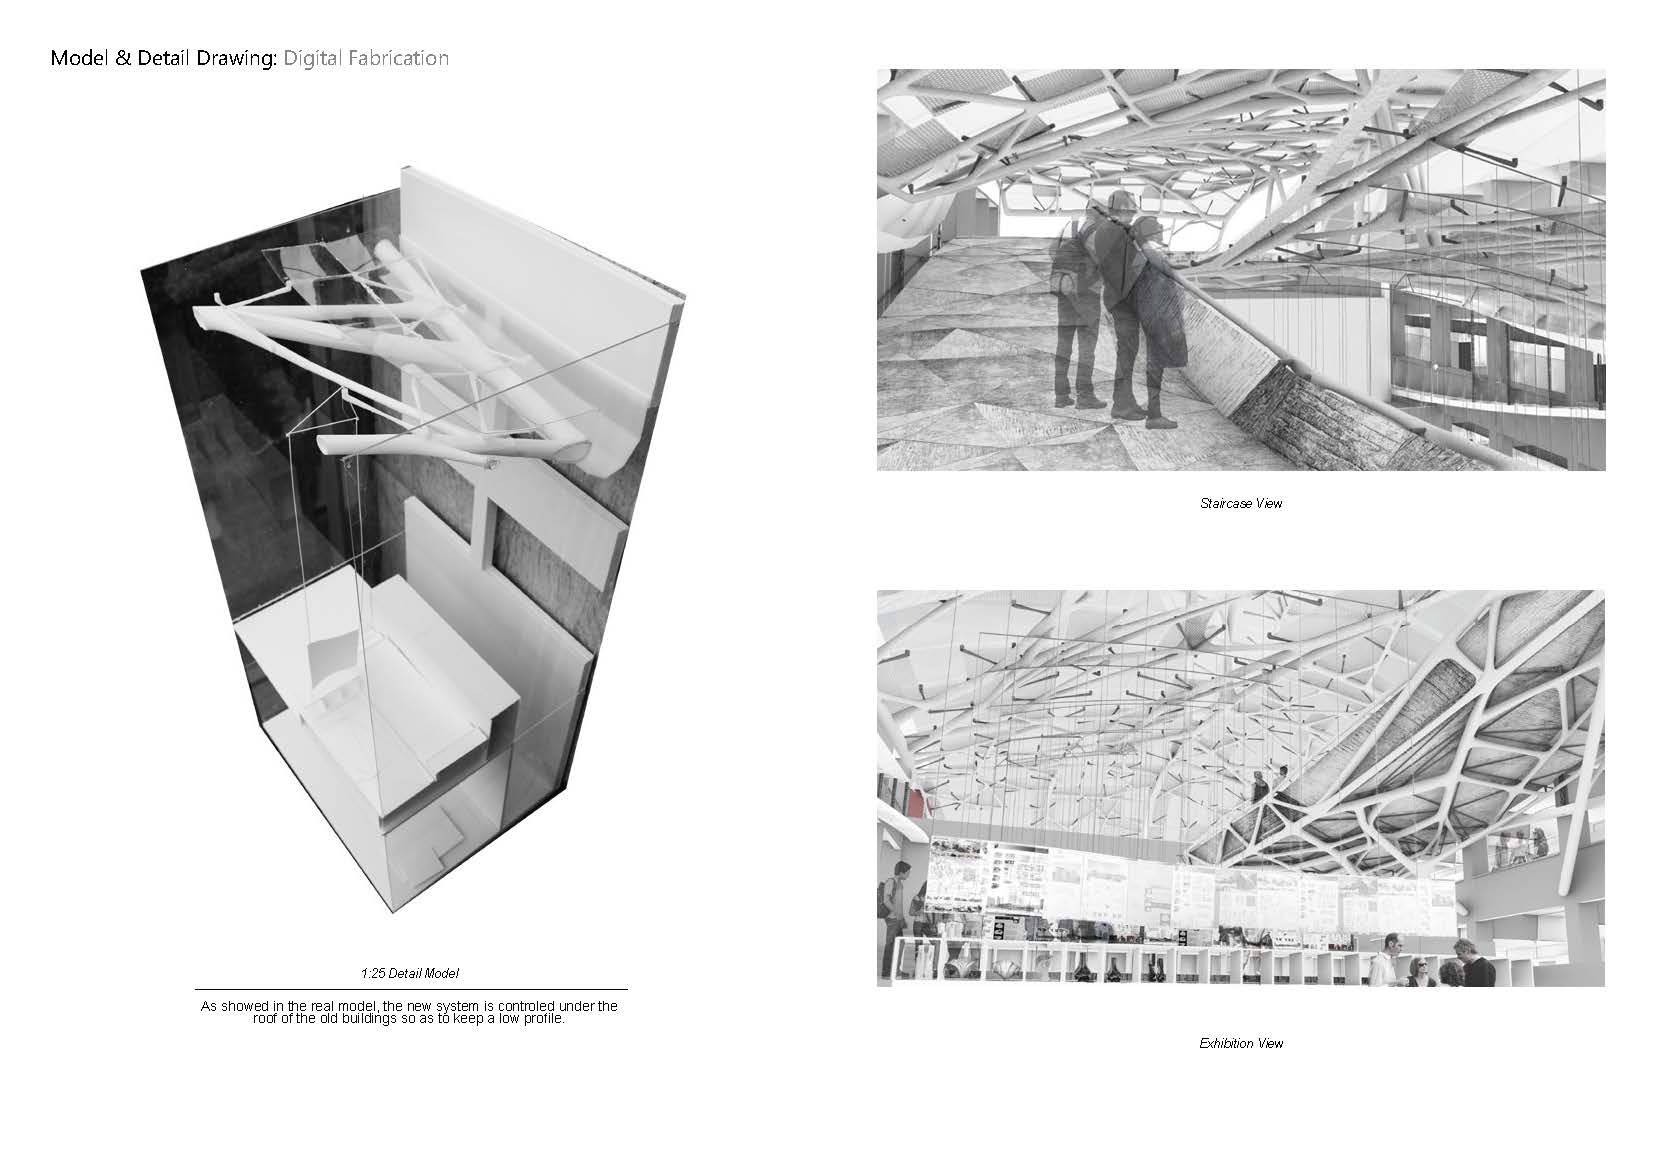 Model & Detail Drawing: Digital Fabrication
Staircase View
1:25 Detail Model
As showed in the real model, the new system is controled under the
roof of the old buildings so as to keep a low profile.
Exhibition View